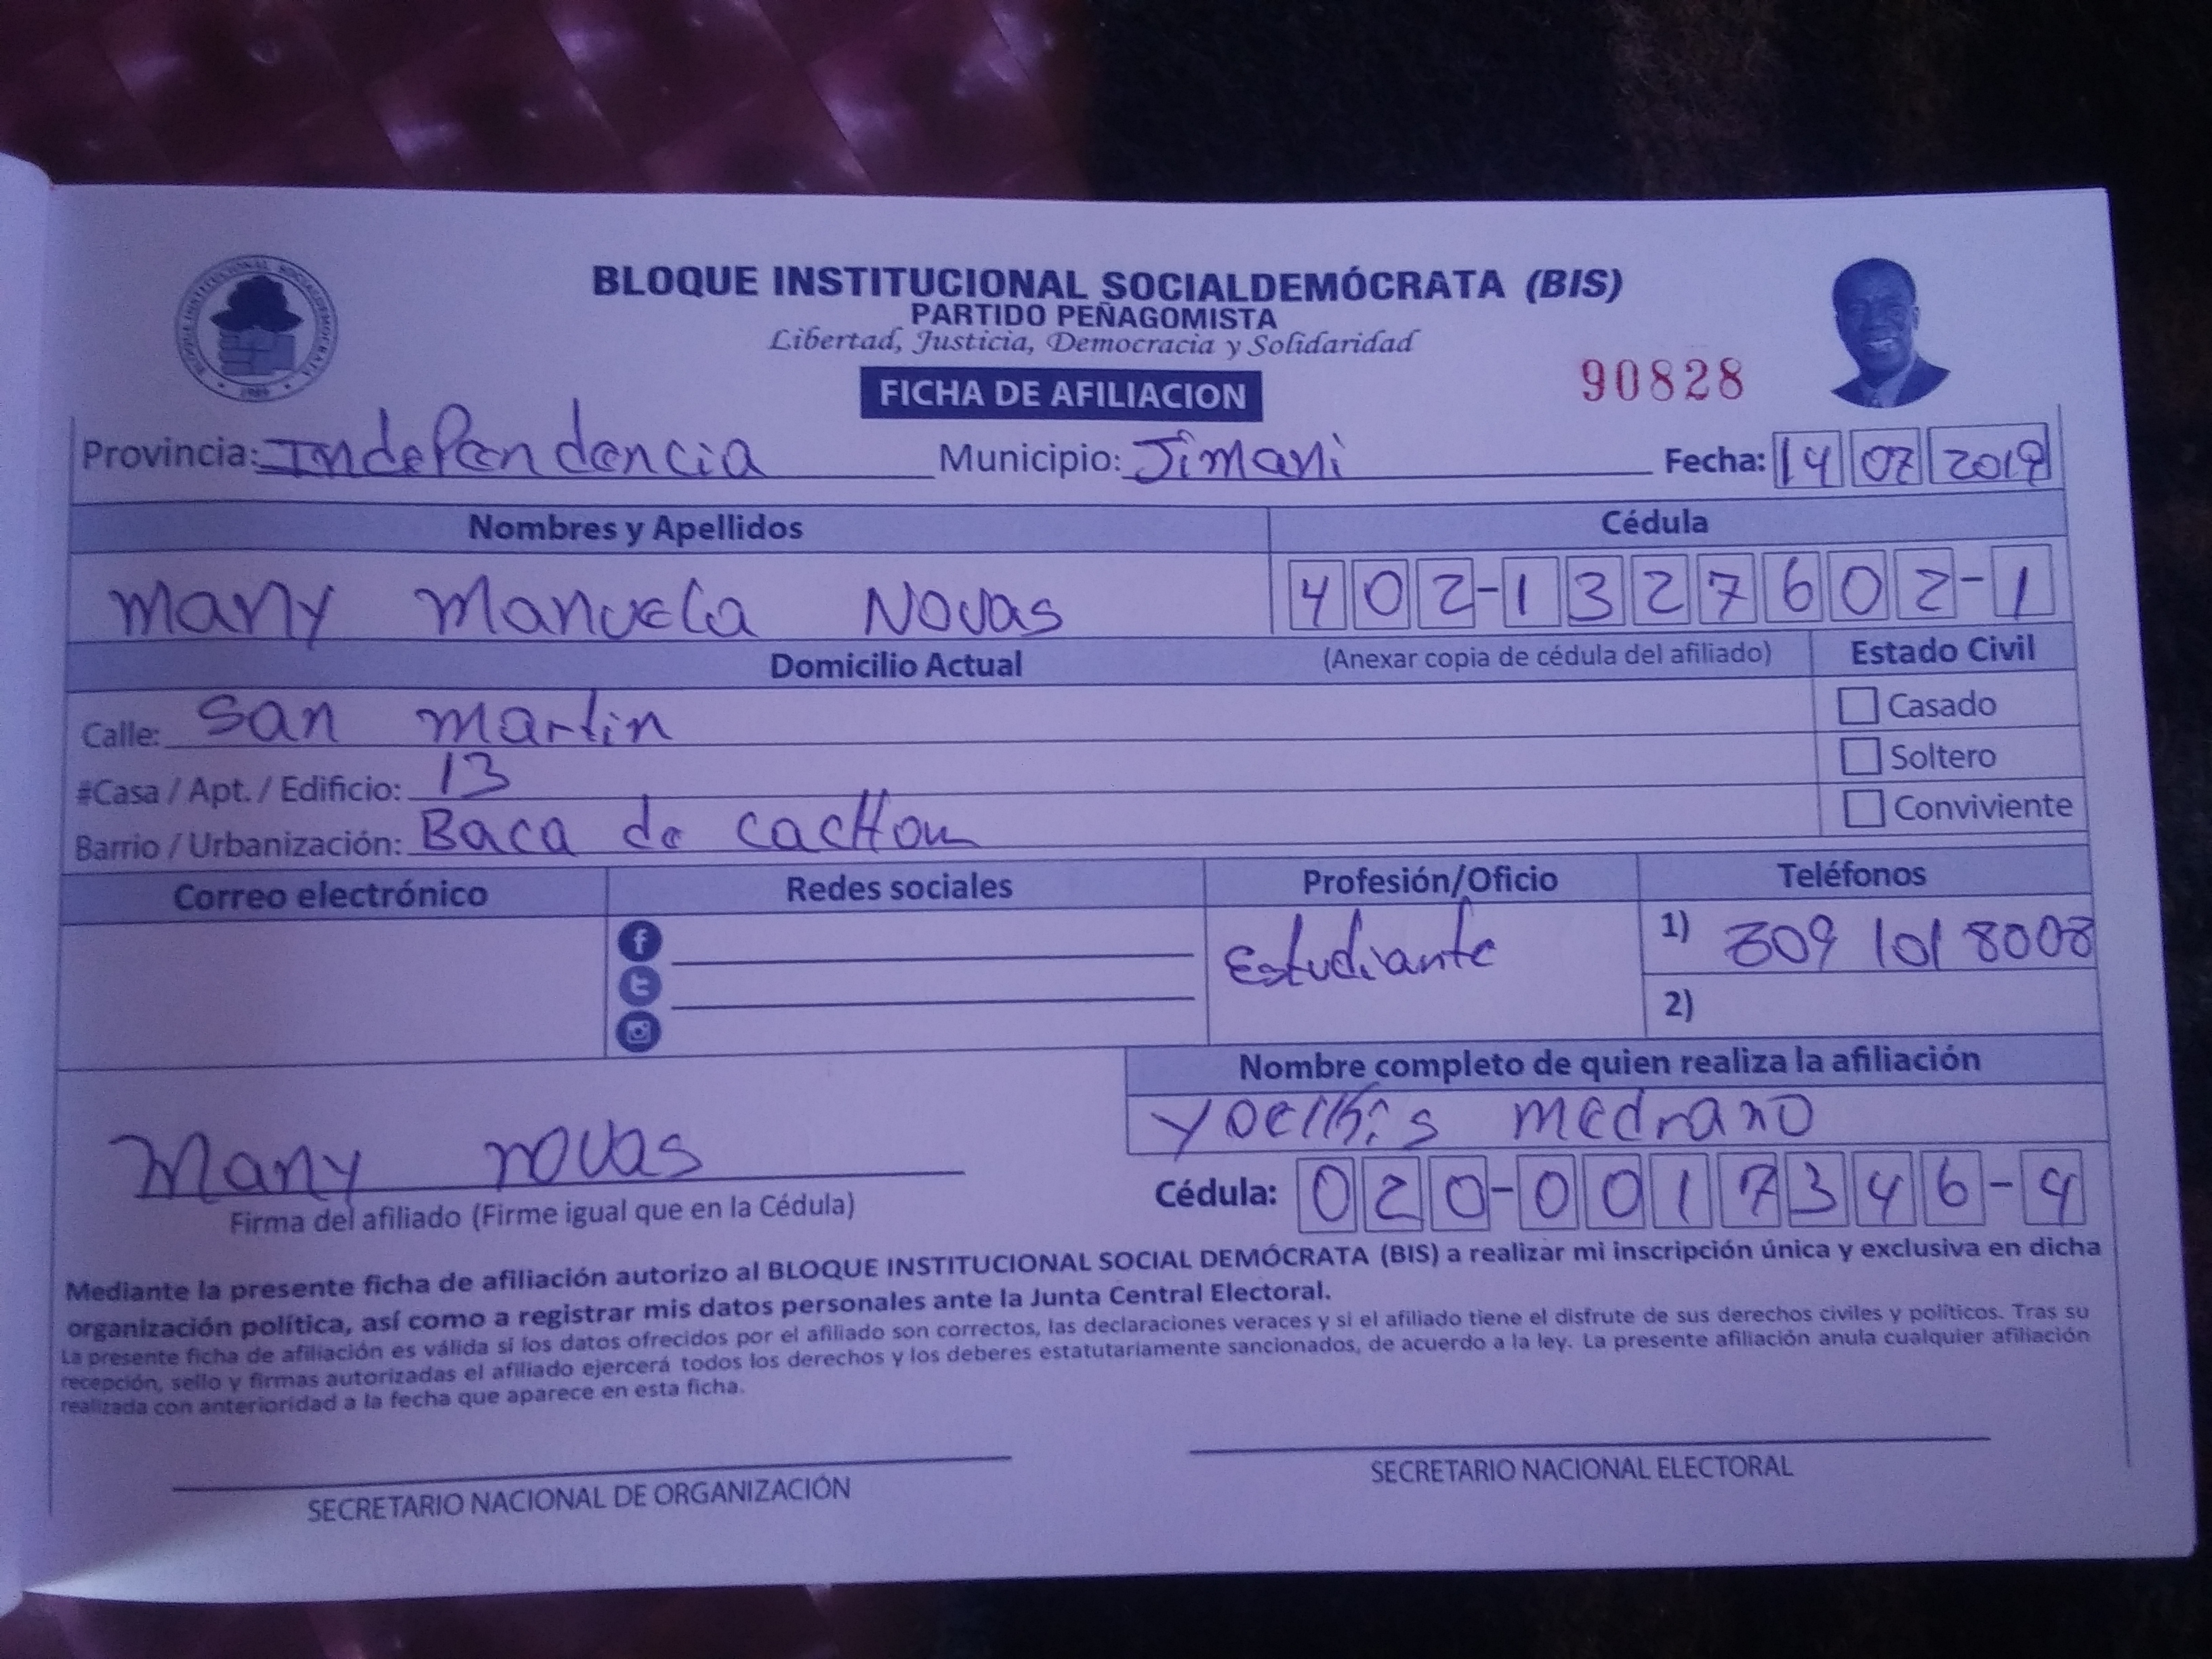 BLOQUE INSTITUCIONAL SOCIALDEMÓCRATA (BIS)
PARTIDO PEÑAGOMISTA
Libertad, Justicia, Democracia y Solidaridad
FICHA DE AFILIACION
90828
Provincia: Independencia Municipio: Jimani Fecha: 14 07 2019
Nombres y Apellidos Cédula
Many Manuela Novas 402-1327602-1
Domicilio Actual (Anexar copia de cédula del afiliado) Estado Civil
Calle: San Martin
Casado
Soltero
Conviviente
#Casa / Apt. / Edificio: 13
Barrio / Urbanización: Baca de cacHon
Correo electrónico Redes sociales Profesión/Oficio Teléfonos
Estudiante
1) 809 101 8008
2)
Nombre completo de quien realiza la afiliación
medrano
Many novas
Firma del afiliado (Firme igual que en la Cédula)
Cédula: 020-0017346-9
Mediante la presente ficha de afiliación autorizo al BLOQUE INSTITUCIONAL SOCIAL DEMÓCRATA (BIS) a realizar mi inscripción única y exclusiva en dicha
organización política, así como a registrar mis datos personales ante la Junta Central Electoral.
La presente ficha de afiliación es válida si los datos ofrecidos por el afiliado son correctos, las declaraciones veraces y si el afiliado tiene el disfrute de sus derechos civiles y políticos. Tras su
recepción, sello y firmas autorizadas el afiliado ejercerá todos los derechos y los deberes estatutariamente sancionados, de acuerdo a la ley. La presente afiliación anula cualquier afiliación
realizada con anterioridad a la fecha que aparece en esta ficha.
SECRETARIO NACIONAL DE ORGANIZACIÓN
SECRETARIO NACIONAL ELECTORAL